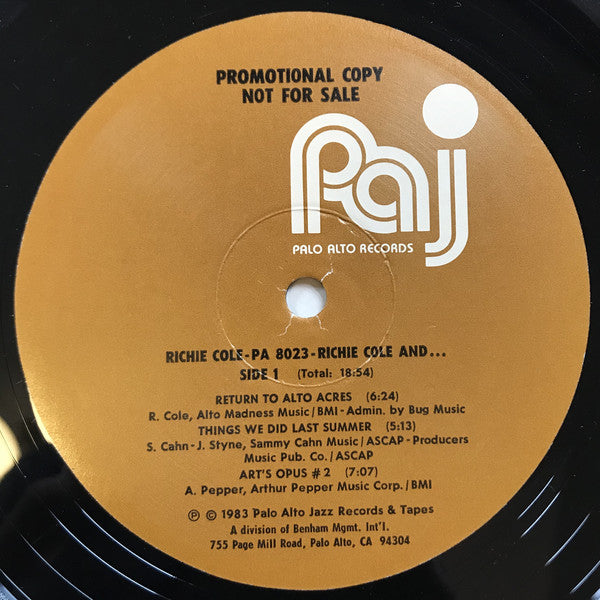 PROMOTIONAL COPY
NOT FOR SALE
Paj
PALO ALTO RECORDS
RICHIE COLE-PA 8023-RICHIE COLE AND...
SIDE 1 (Total: 18:54)
RETURN TO ALTO ACRES (6:24)
R. Cole, Alto Madness Music/BMI-Admin. by Bug Music
THINGS WE DID LAST SUMMER (5:13)
S. Cahn-J. Styne, Sammy Cahn Music/ASCAP-Producers
Music Pub. Co./ASCAP
ART'S OPUS #2 (7:07)
A. Pepper, Arthur Pepper Music Corp./BMI
℗ © 1983 Palo Alto Jazz Records & Tapes
A division of Benham Mgmt. Int'l.
755 Page Mill Road, Palo Alto, CA 94304